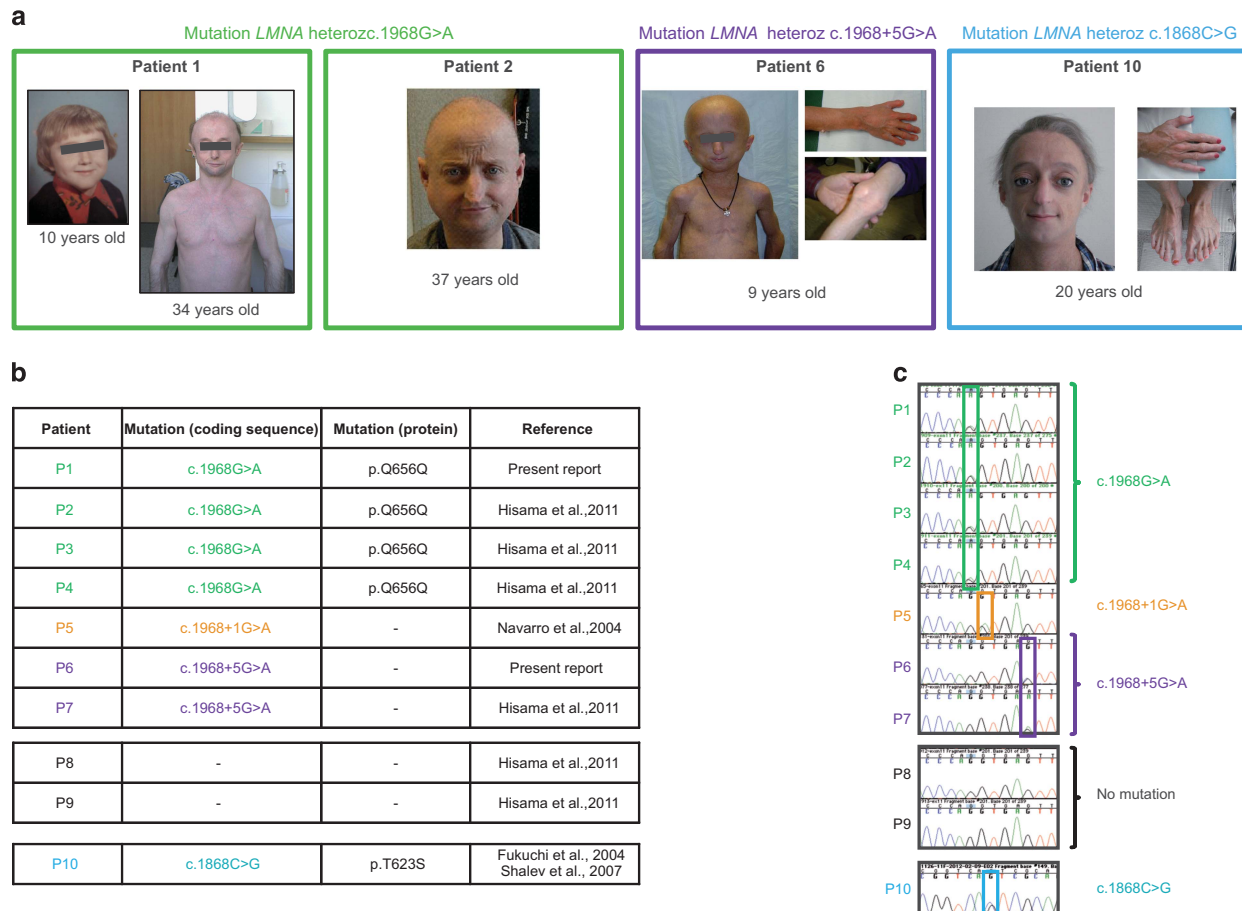 a
Mutation LMNA heterozc.1968G>A
Mutation LMNA heteroz c.1968+5G>A
Mutation LMNA heteroz c.1868C>G
Patient 1
Patient 2
Patient 6
Patient 10
10 years old
34 years old
37 years old
9 years old
20 years old
b
Patient Mutation (coding sequence) Mutation (protein) Reference
P1 c.1968G>A p.Q656Q Present report
P2 c.1968G>A p.Q656Q Hisama et al.,2011
P3 c.1968G>A p.Q656Q Hisama et al.,2011
P4 c.1968G>A p.Q656Q Hisama et al.,2011
P5 c.1968+1G>A - Navarro et al.,2004
P6 c.1968+5G>A - Present report
P7 c.1968+5G>A - Hisama et al.,2011
P8 - - Hisama et al.,2011
P9 - - Hisama et al.,2011
P10 c.1868C>G p.T623S Fukuchi et al., 2004
Shalev et al., 2007
c
P1
P2
P3
P4
P5
P6
P7
P8
P9
P10
c.1968G>A
c.1968+1G>A
c.1968+5G>A
No mutation
c.1868C>G